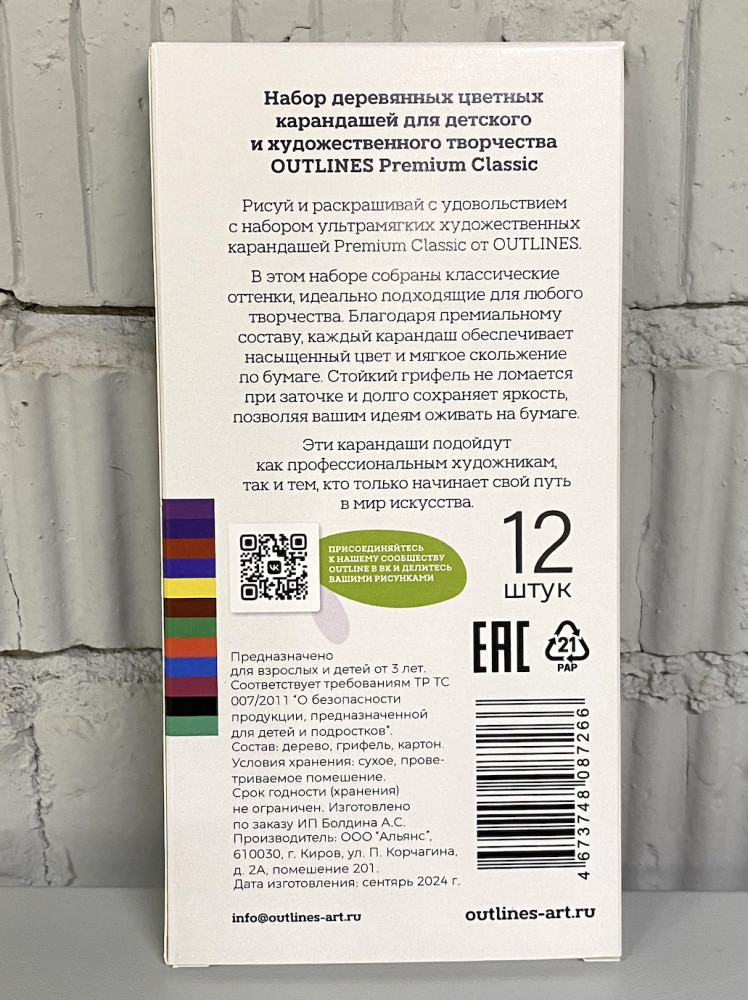 Набор деревянных цветных
карандашей для детского
и художественного творчества
OUTLINES Premium Classic
Рисуй и раскрашивай с удовольствием
с набором ультрамягких художественных
карандашей Premium Classic от OUTLINES.
В этом наборе собраны классические
оттенки, идеально подходящие для любого
творчества. Благодаря премиальному
составу, каждый карандаш обеспечивает
насыщенный цвет и мягкое скольжение
по бумаге. Стойкий грифель не ломается
при заточке и долго сохраняет яркость,
позволяя вашим идеям оживать на бумаге.
Эти карандаши подойдут
как профессиональным художникам,
так и тем, кто только начинает свой путь
в мир искусства.
ПРИСОЕДИНЯЙТЕСЬ
К НАШЕМУ СООБЩЕСТВУ
OUTLINE В ВК И ДЕЛИТЕСЬ
ВАШИМИ РИСУНКАМИ
12
штук
EAC
21
PAP
Предназначено
для взрослых и детей от 3 лет.
Соответствует требованиям ТР ТС
007/2011 "О безопасности
продукции, предназначенной
для детей и подростков".
Состав: дерево, грифель, картон.
Условия хранения: сухое, прове-
триваемое помешение.
Срок годности (хранения)
не ограничен. Изготовлено
по заказу ИП Болдина А.С.
Производитель: ООО "Альянс",
610030, г. Киров, ул. П. Корчагина,
д. 2А, помешение 201.
Дата изготовления: сентярь 2024 г.
4 673748 087266
info@outlines-art.ru
outlines-art.ru